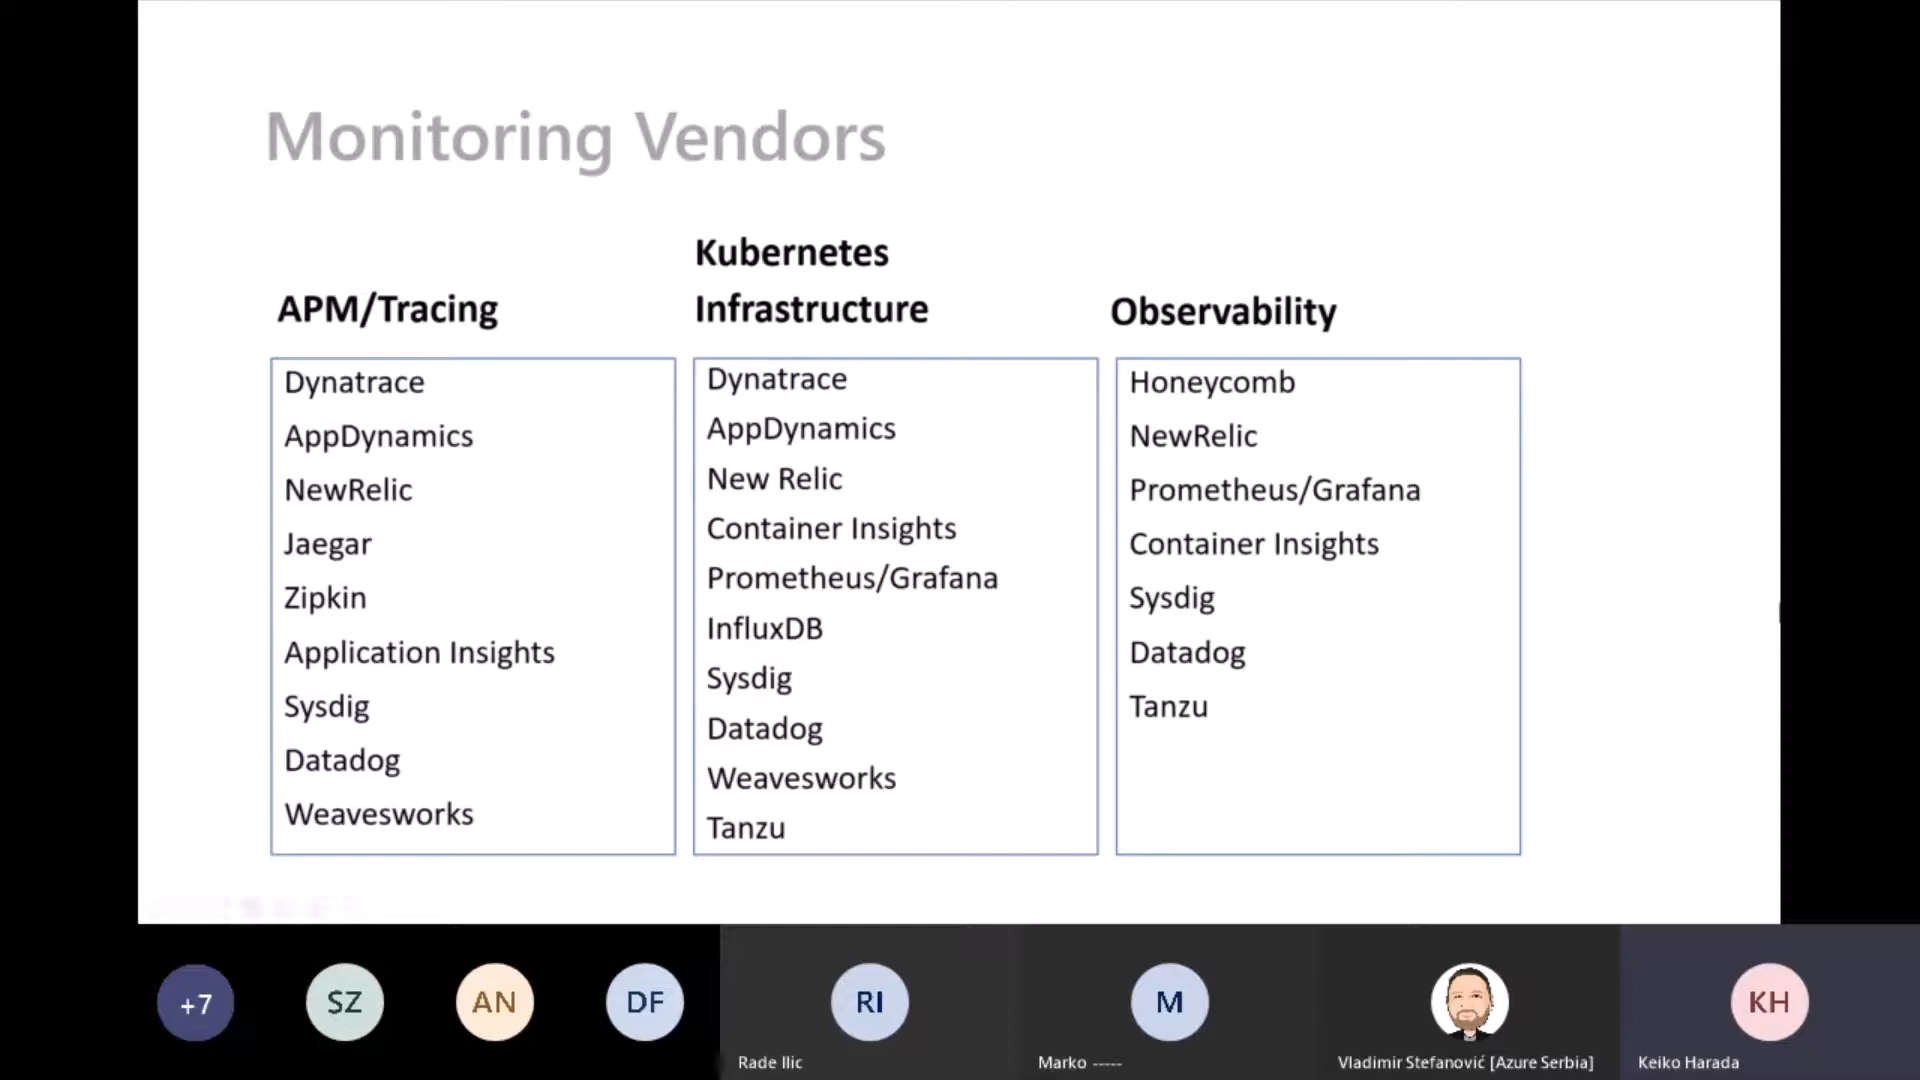 Monitoring Vendors
APM/Tracing
Dynatrace
AppDynamics
NewRelic
Jaegar
Zipkin
Application Insights
Sysdig
Datadog
Weavesworks
Kubernetes
Infrastructure
Dynatrace
AppDynamics
New Relic
Container Insights
Prometheus/Grafana
InfluxDB
Sysdig
Datadog
Weavesworks
Tanzu
Observability
Honeycomb
NewRelic
Prometheus/Grafana
Container Insights
Sysdig
Datadog
Tanzu
+7
SZ
AN
DF
RI
Rade Ilic
M
Marko -----
Vladimir Stefanović [Azure Serbia]
KH
Keiko Harada